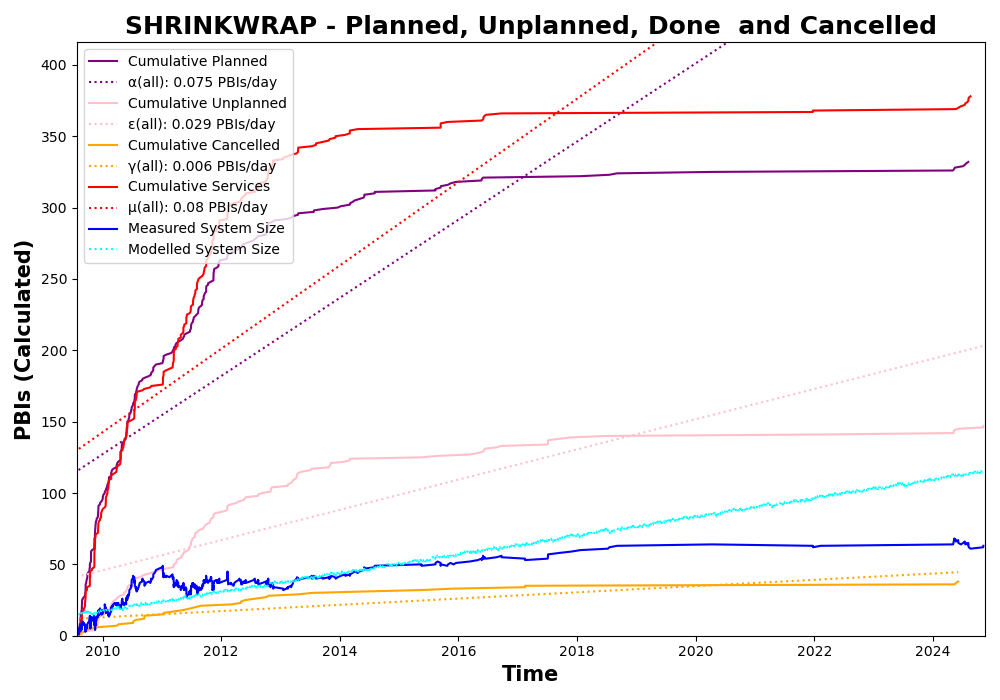 SHRINKWRAP - Planned, Unplanned, Done  and Cancelled
PBIs (Calculated)
400
350
300
250
200
150
100
50
0
Cumulative Planned
α(all): 0.075 PBIs/day
Cumulative Unplanned
ε(all): 0.029 PBIs/day
Cumulative Cancelled
γ(all): 0.006 PBIs/day
Cumulative Services
μ(all): 0.08 PBIs/day
Measured System Size
Modelled System Size
2010 2012 2014 2016 2018 2020 2022 2024
Time